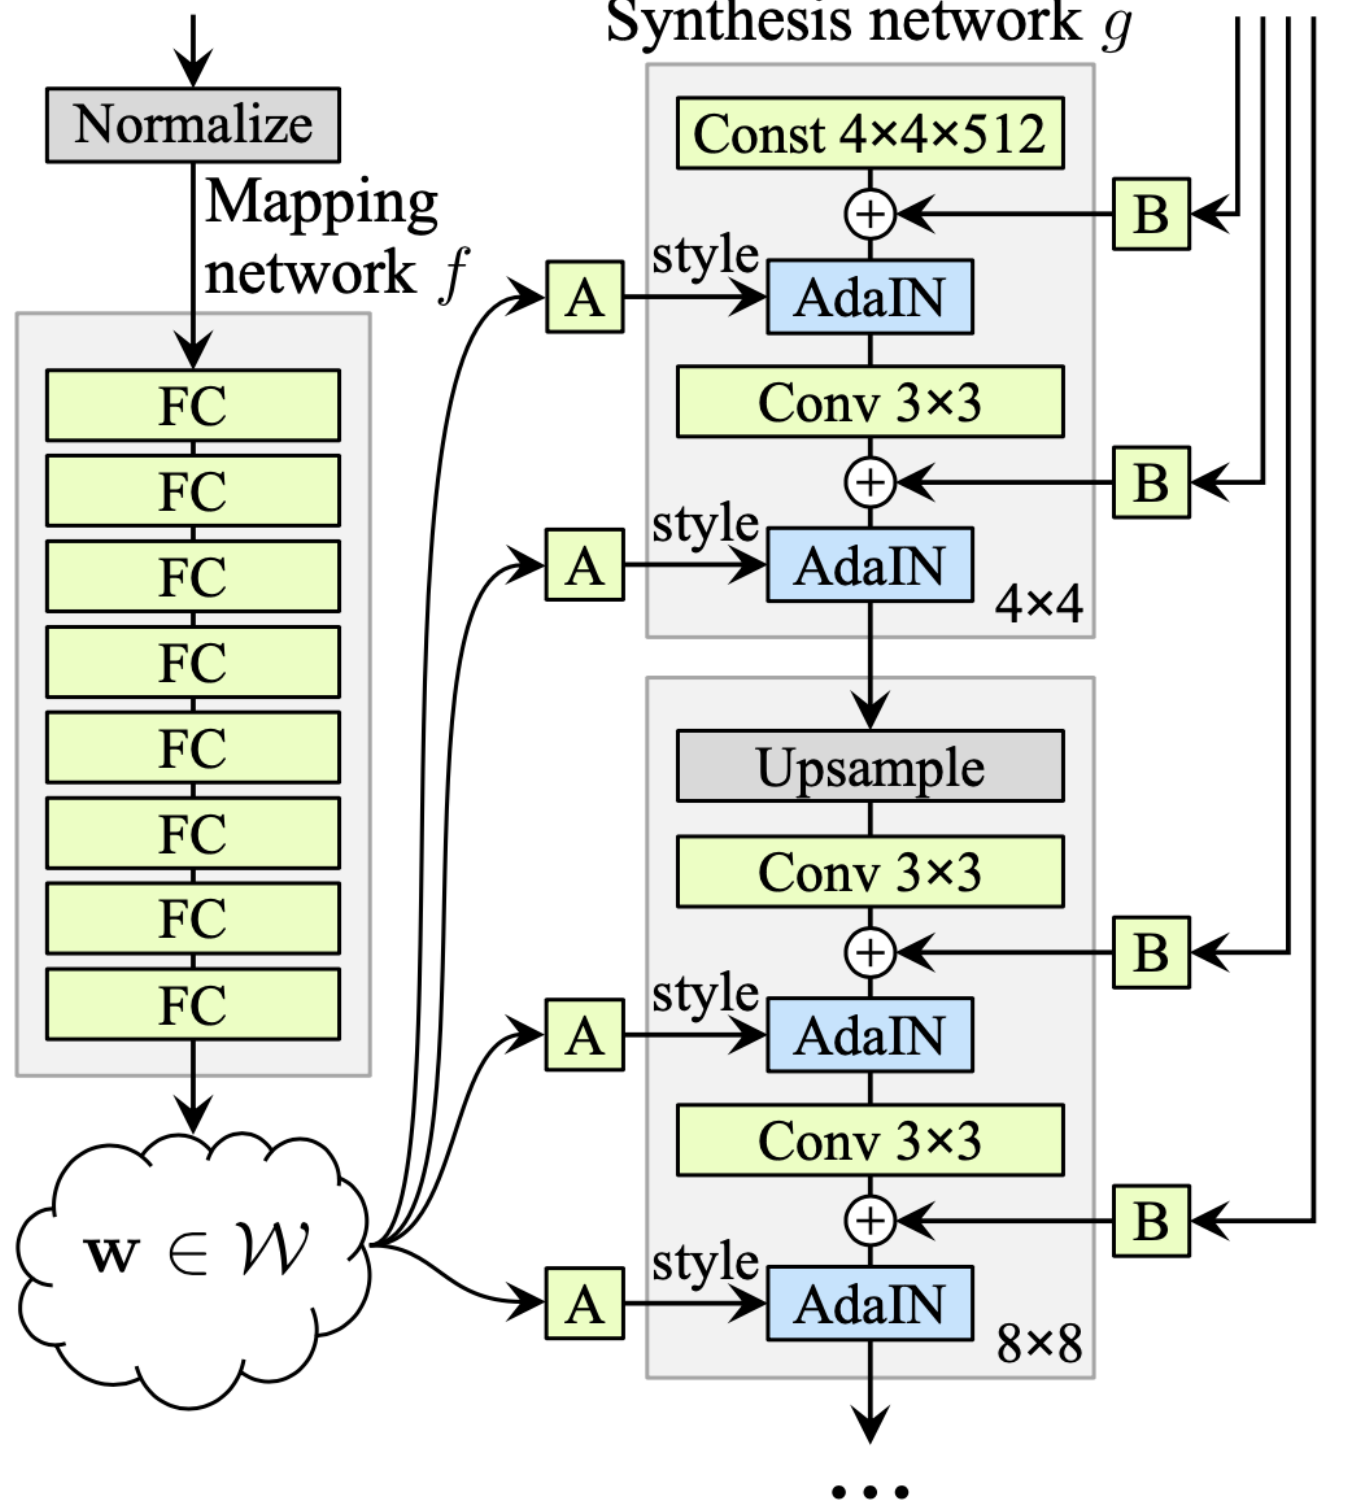 Normalize
Mapping
network f
FC
FC
FC
FC
FC
FC
FC
FC
w ∈ W
Synthesis network g
Const 4×4×512
B
style
A
AdaIN
Conv 3×3
B
style
A
AdaIN
4×4
Upsample
Conv 3×3
B
style
A
AdaIN
Conv 3×3
B
style
A
AdaIN
8×8
...